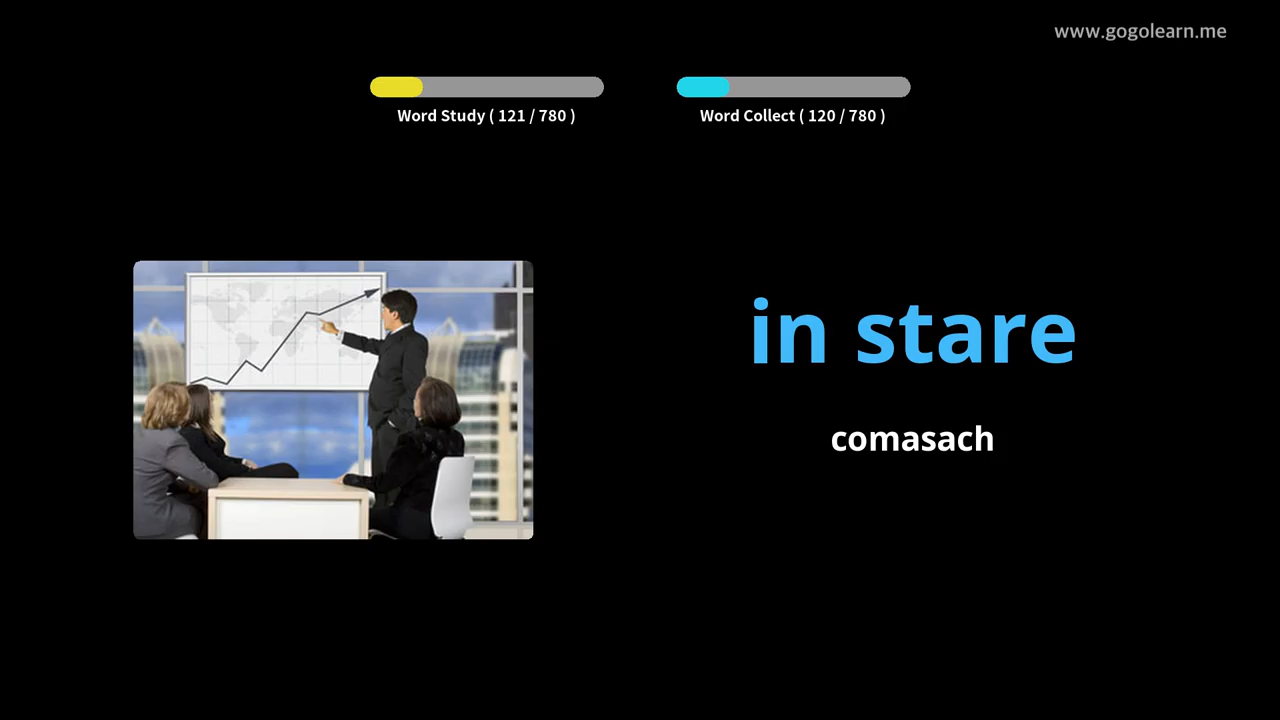 www.gogolearn.me
Word Study ( 121 / 780 )
Word Collect ( 120 / 780 )
in stare
comasach